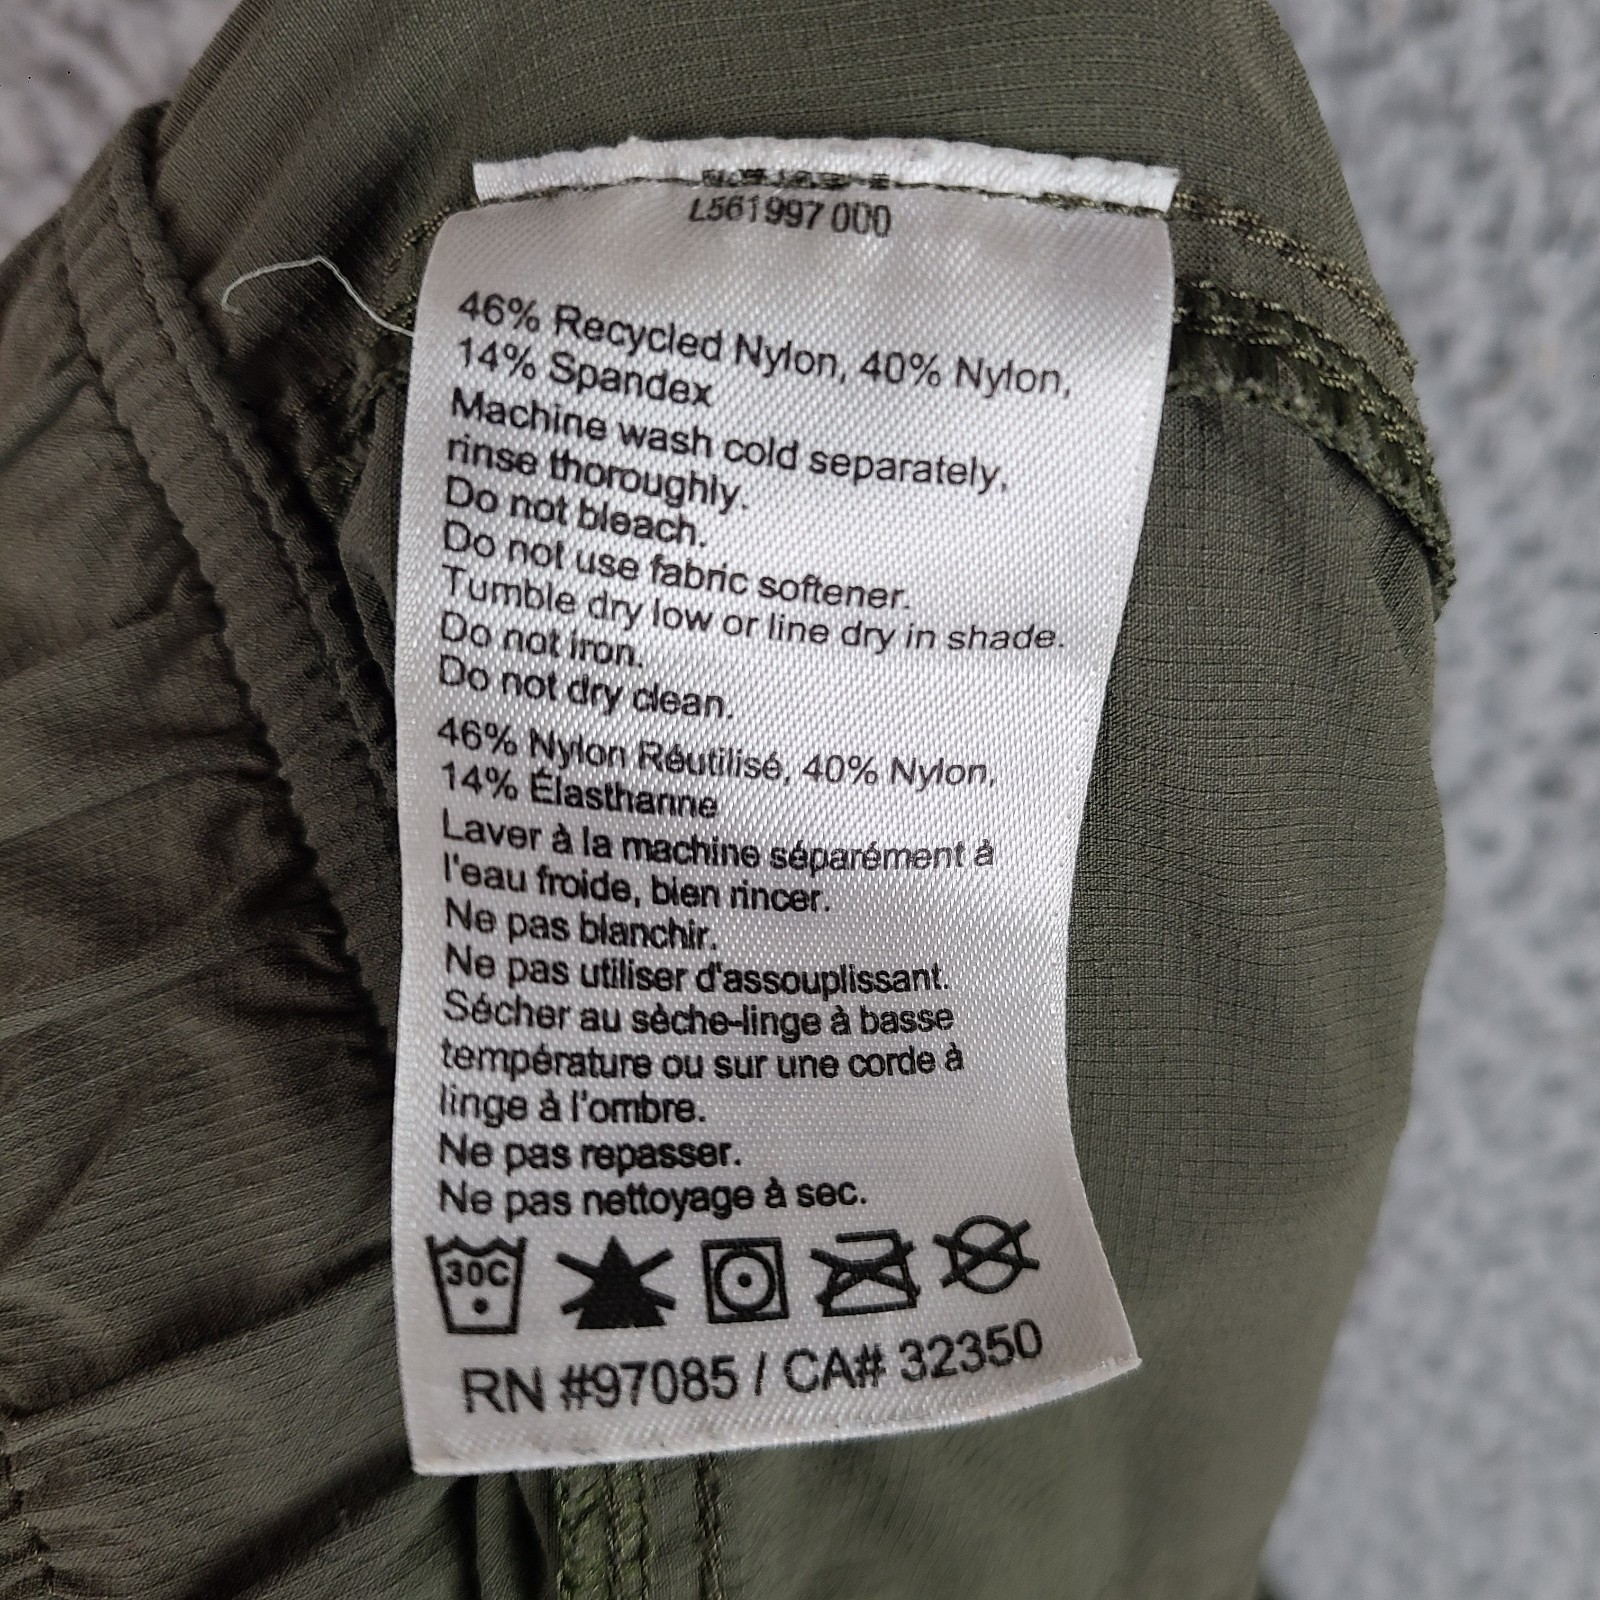 L561997 000
46% Recycled Nylon, 40% Nylon,
14% Spandex
Machine wash cold separately,
rinse thoroughly.
Do not bleach.
Do not use fabric softener.
Tumble dry low or line dry in shade.
Do not iron.
Do not dry clean.
46% Nylon Réutilisé, 40% Nylon,
14% Élasthanne
Laver à la machine séparément à
l'eau froide, bien rincer.
Ne pas blanchir.
Ne pas utiliser d'assouplissant.
Sécher au sèche-linge à basse
température ou sur une corde à
linge à l'ombre.
Ne pas repasser.
Ne pas nettoyage à sec.
30C
RN #97085 / CA# 32350